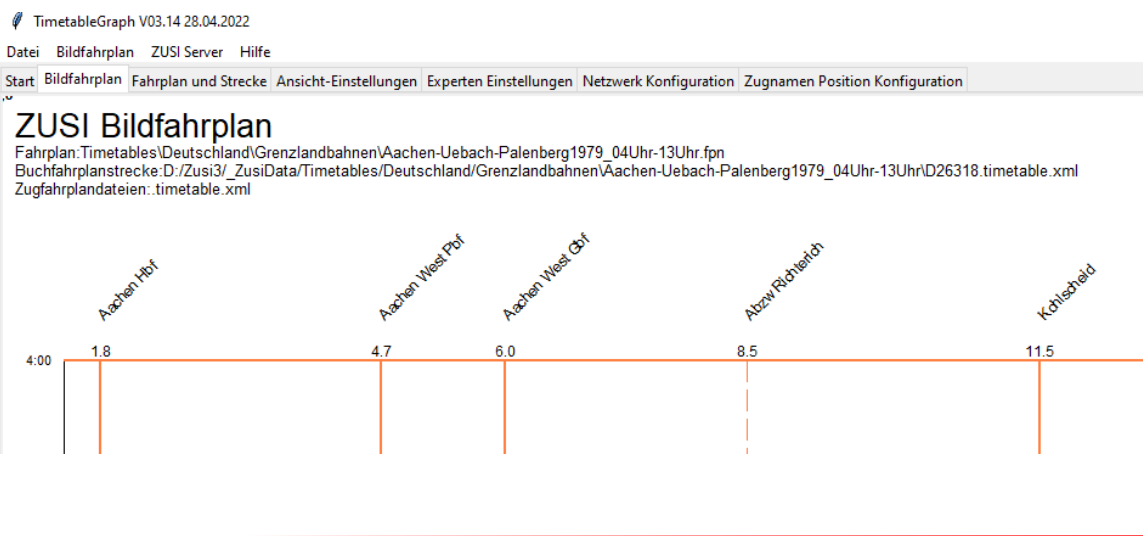 TimetableGraph V03.14 28.04.2022
Datei Bildfahrplan ZUSI Server Hilfe
Start Bildfahrplan Fahrplan und Strecke Ansicht-Einstellungen Experten Einstellungen Netzwerk Konfiguration Zugnamen Position Konfiguration
ZUSI Bildfahrplan
Fahrplan:Timetables\Deutschland\Grenzlandbahnen\Aachen-Uebach-Palenberg1979_04Uhr-13Uhr.fpn
Buchfahrplanstrecke:D:/Zusi3/_ZusiData/Timetables/Deutschland/Grenzlandbahnen\Aachen-Uebach-Palenberg1979_04Uhr-13Uhr\D26318.timetable.xml
Zugfahrplandateien:.timetable.xml
Aachen Hbf
Aachen West Pbf
Aachen West Gbf
Abzw Richterich
Kohlscheid
1.8 4.7 6.0 8.5 11.5
4:00